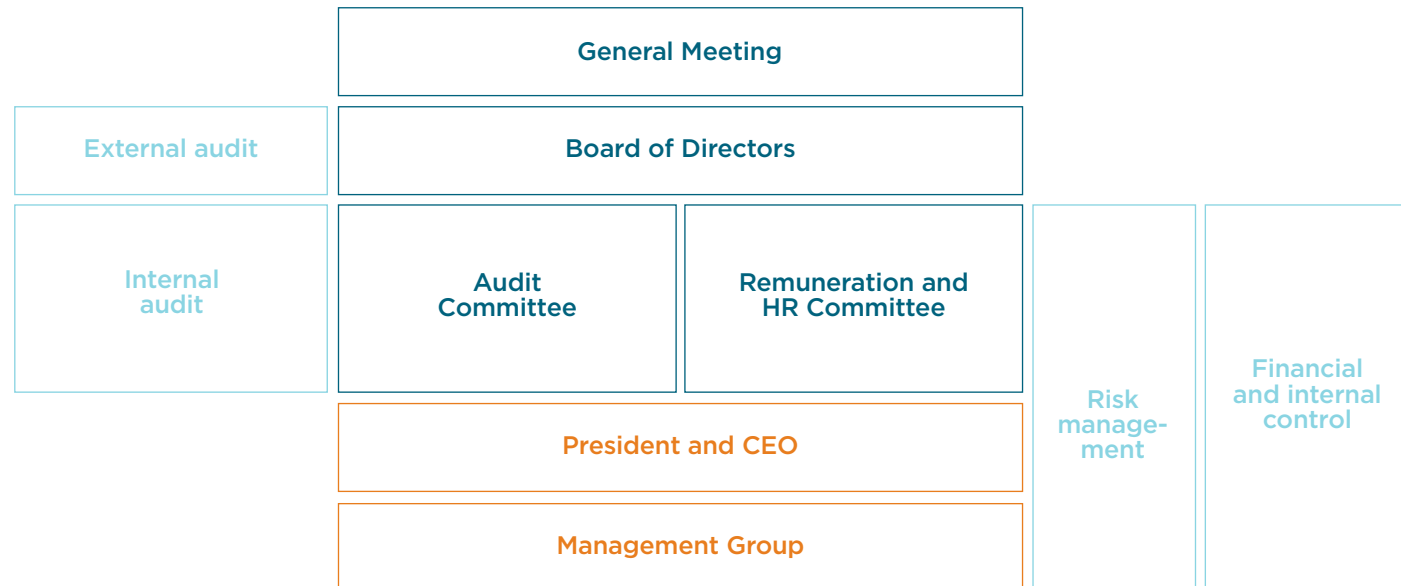 General Meeting
External audit
Board of Directors
Internal
audit
Audit
Committee
Remuneration and
HR Committee
Risk
manage-
ment
Financial
and internal
control
President and CEO
Management Group